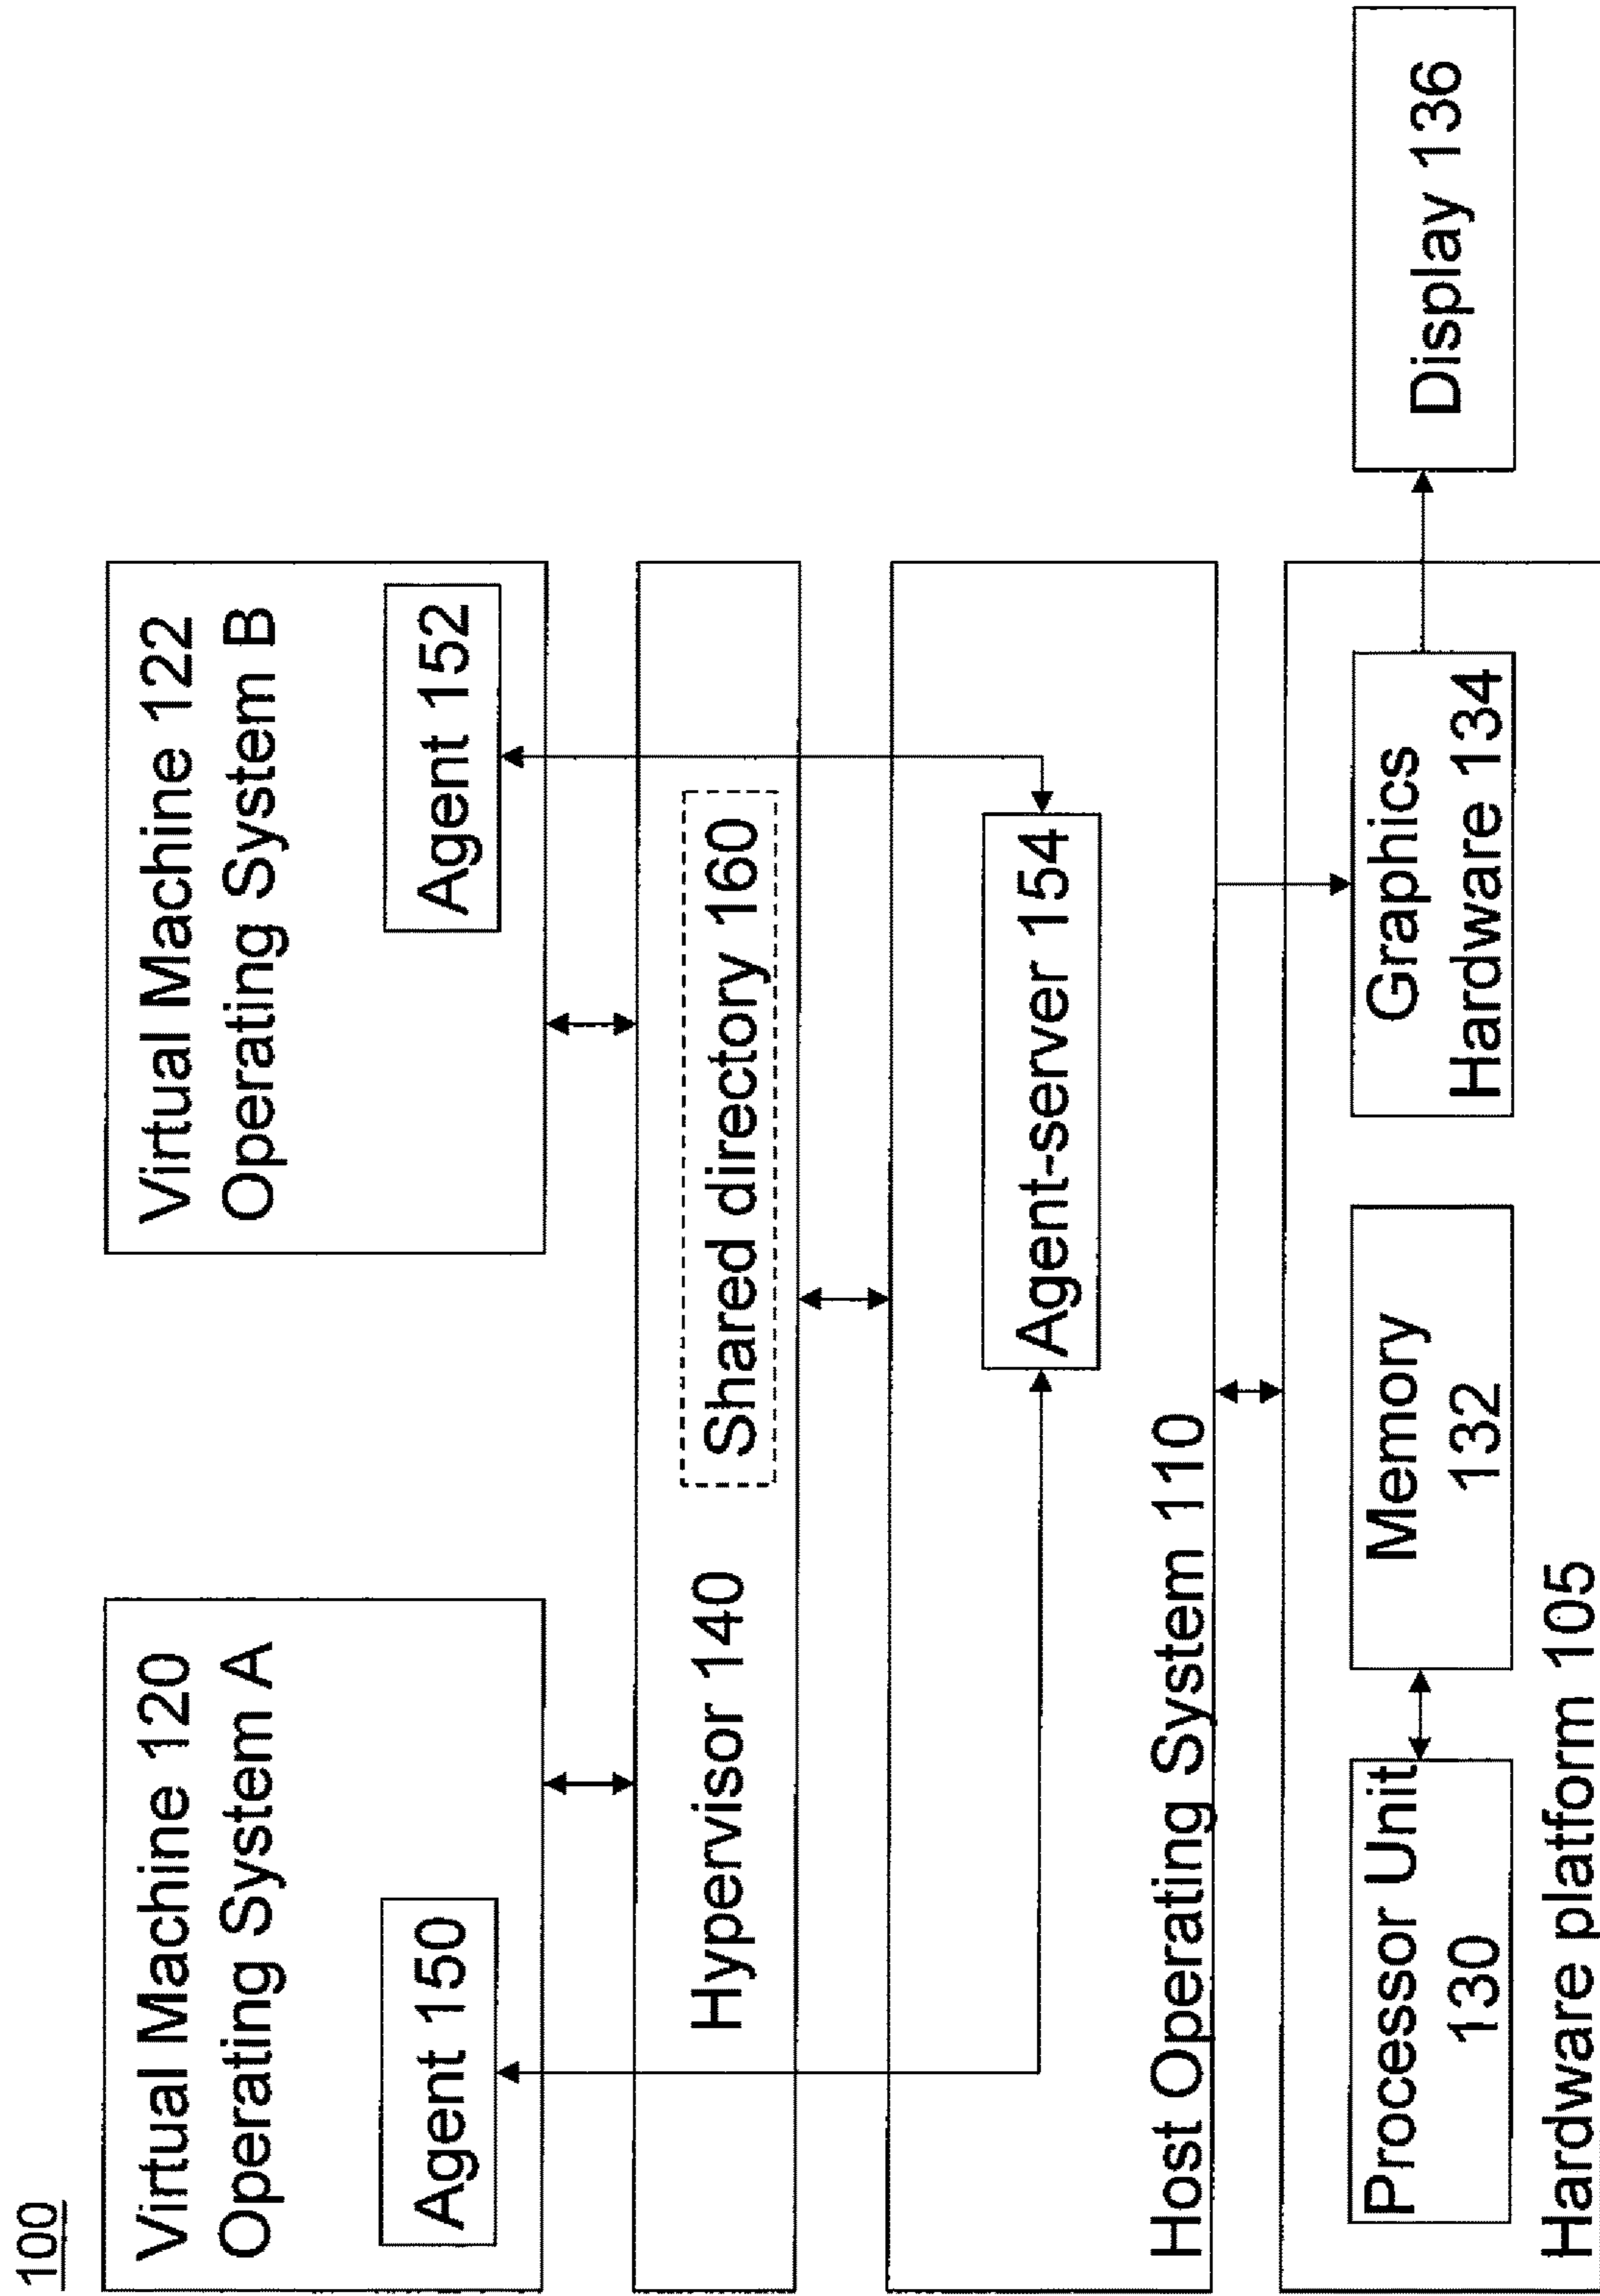 100
Virtual Machine 120
Operating System A
Agent 150
Virtual Machine 122
Operating System B
Agent 152
Hypervisor 140
Shared directory 160
Agent-server 154
Host Operating System 110
Processor Unit
130
Memory
132
Graphics
Hardware 134
Display 136
Hardware platform 105